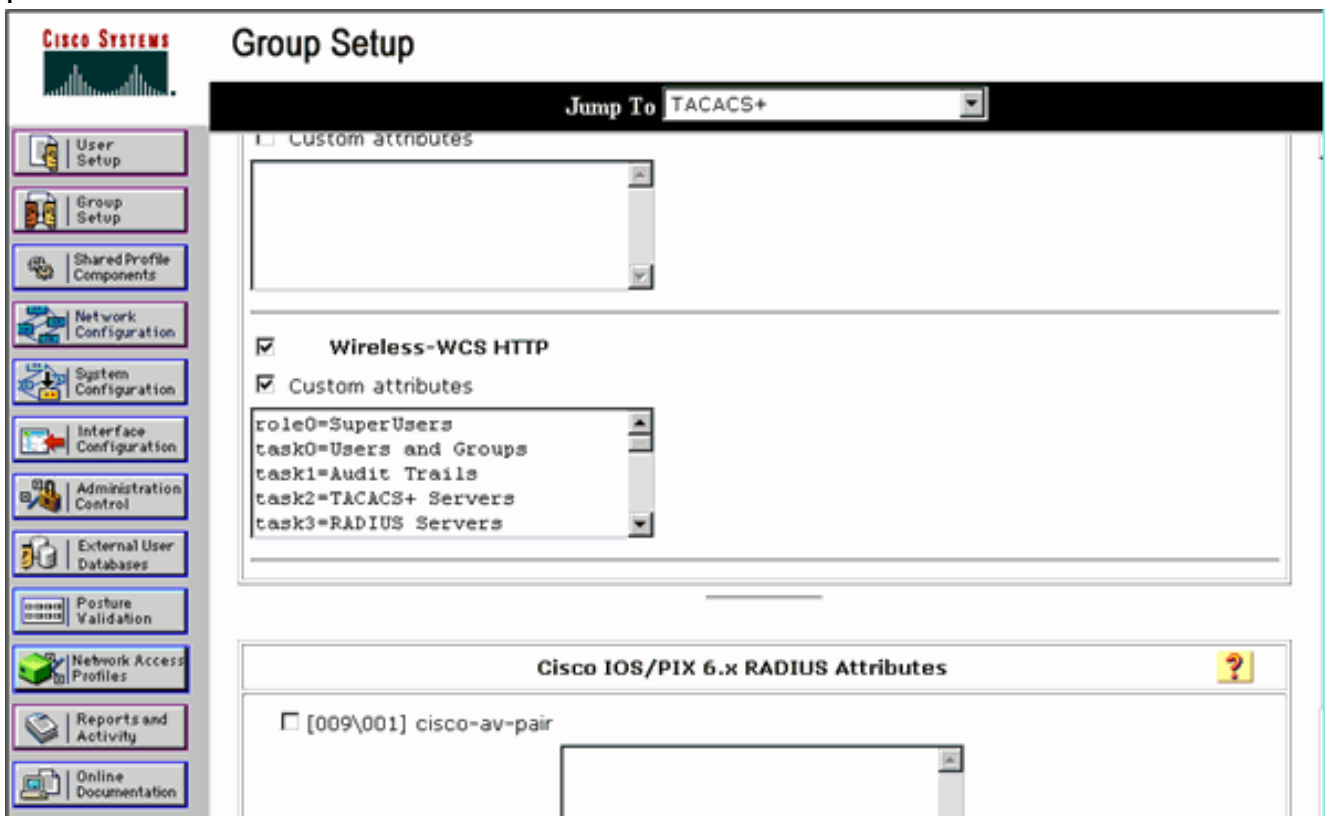 CISCO SYSTEMS
Group Setup
Jump To TACACS+
User
Setup
Group
Setup
Shared Profile
Components
Network
Configuration
System
Configuration
Interface
Configuration
Administration
Control
External User
Databases
Posture
Validation
Network Access
Profiles
Reports and
Activity
Online
Documentation
Custom attributes
Wireless-WCS HTTP
Custom attributes
role0=SuperUsers
task0=Users and Groups
task1=Audit Trails
task2=TACACS+ Servers
task3=RADIUS Servers
Cisco IOS/PIX 6.x RADIUS Attributes
?
[009\001] cisco-av-pair